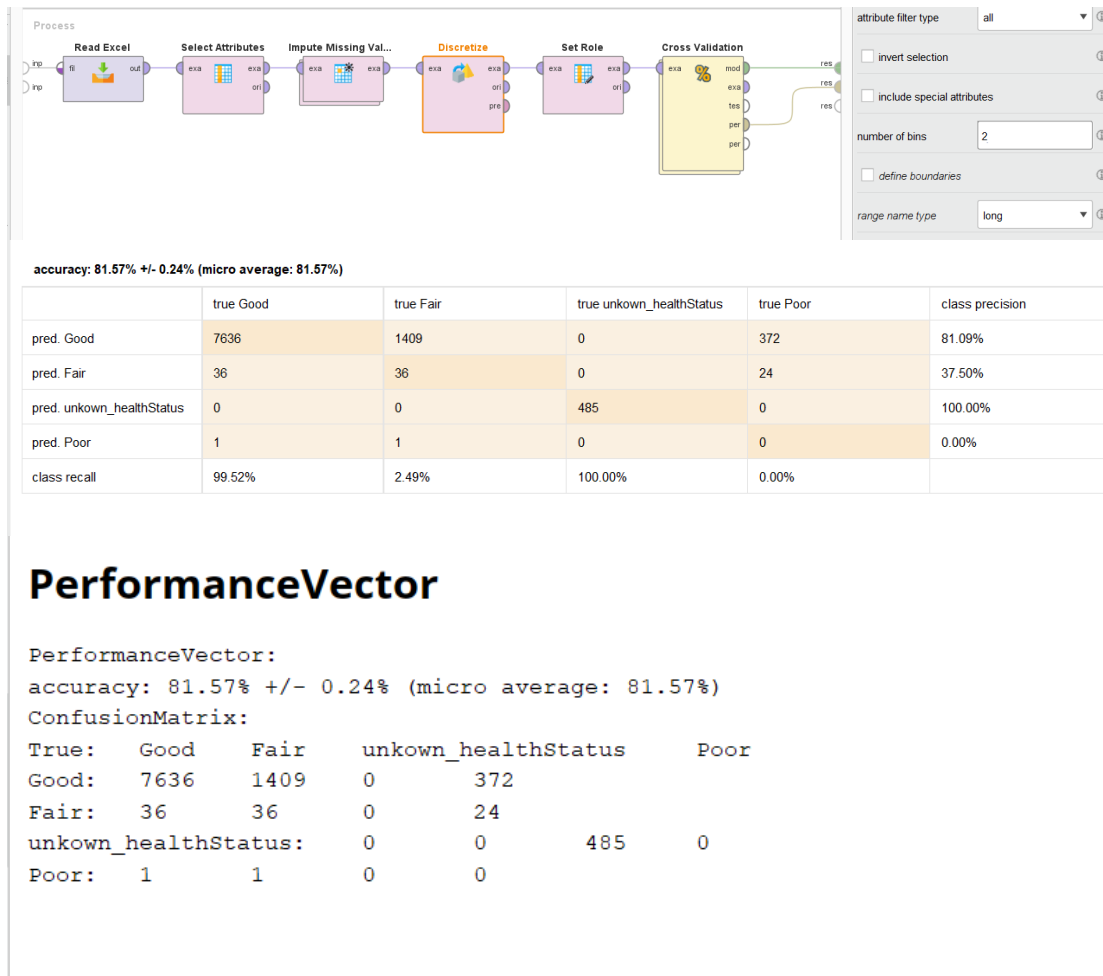 Process
inp
inp
Read Excel
fil
out
Select Attributes
exa
exa
ori
Impute Missing Val...
exa
exa
Discretize
exa
exa
ori
pre
Set Role
exa
exa
ori
Cross Validation
exa
%
mod
exa
tes
per
per
res
res
res
attribute filter type
all
invert selection
include special attributes
number of bins
2
define boundaries
range name type
long
accuracy: 81.57% +/- 0.24% (micro average: 81.57%)
true Good true Fair true unkown_healthStatus true Poor class precision
pred. Good 7636 1409 0 372 81.09%
pred. Fair 36 36 0 24 37.50%
pred. unkown_healthStatus 0 0 485 0 100.00%
pred. Poor 1 1 0 0 0.00%
class recall 99.52% 2.49% 100.00% 0.00%
PerformanceVector
PerformanceVector:
accuracy: 81.57% +/- 0.24% (micro average: 81.57%)
ConfusionMatrix:
True: Good Fair unkown_healthStatus Poor
Good: 7636 1409 0 372
Fair: 36 36 0 24
unkown_healthStatus: 0 0 485 0
Poor: 1 1 0 0